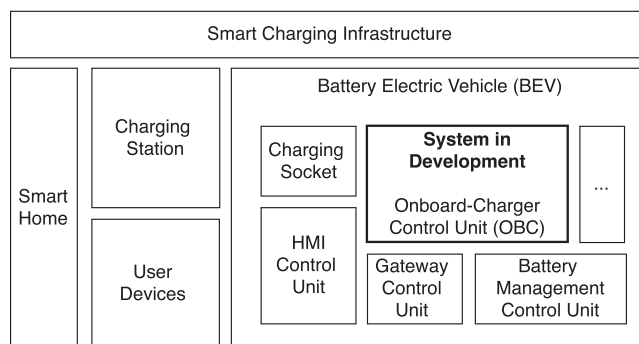 Smart Charging Infrastructure
Smart
Home
Charging
Station
User
Devices
Battery Electric Vehicle (BEV)
Charging
Socket
System in
Development
Onboard-Charger
Control Unit (OBC)
...
HMI
Control
Unit
Gateway
Control
Unit
Battery
Management
Control Unit